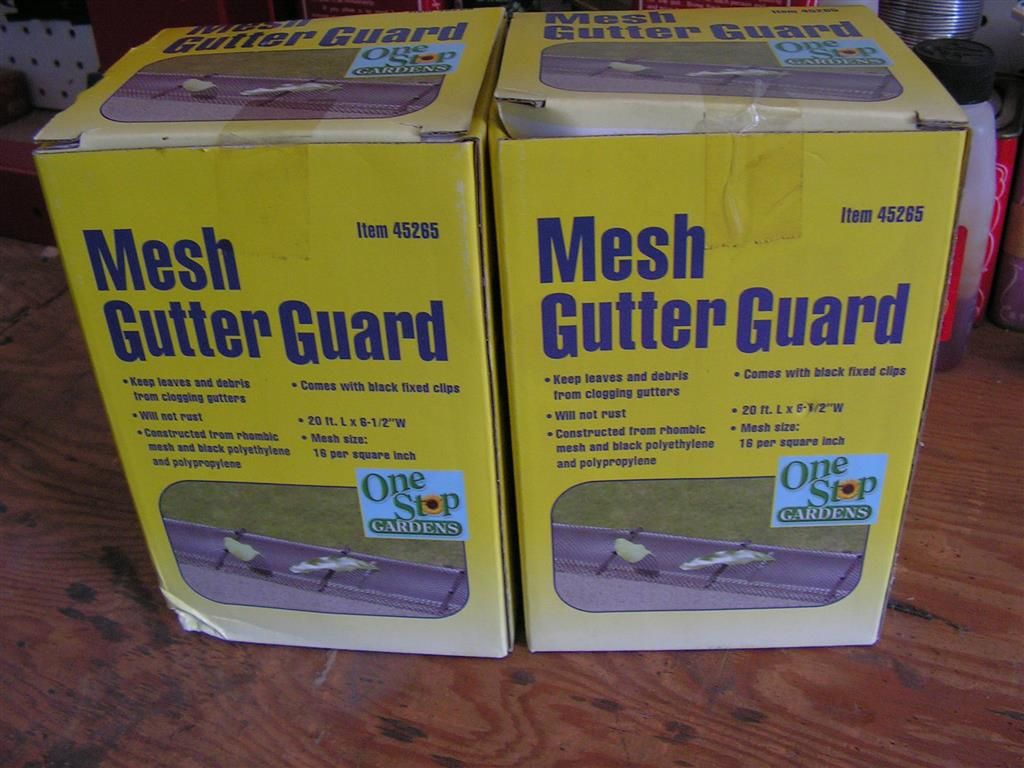 Mesh
Gutter Guard
One
Stop
GARDENS
Item 45265
Mesh
Gutter Guard
One
Stop
GARDENS
Item 45265
Mesh
Gutter Guard
• Keep leaves and debris
from clogging gutters
• Will not rust
• Constructed from rhombic
mesh and black polyethylene
and polypropylene
• Comes with black fixed clips
• 20 ft. L x 6-1/2"W
• Mesh size:
16 per square inch
One
Stop
GARDENS
Item 45265
Mesh
Gutter Guard
• Keep leaves and debris
from clogging gutters
• Will not rust
• Constructed from rhombic
mesh and black polyethylene
and polypropylene
• Comes with black fixed clips
• 20 ft. L x 6-1/2"W
• Mesh size:
16 per square inch
One
Stop
GARDENS